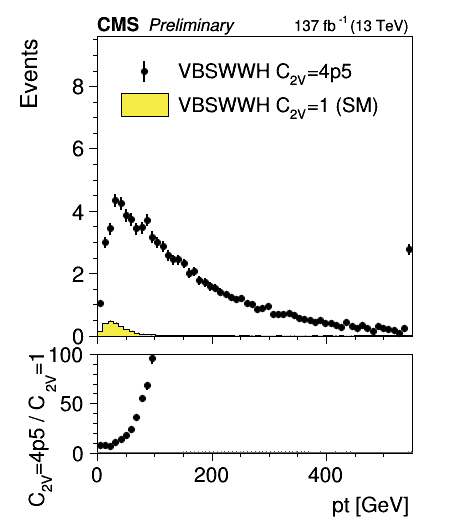 CMS Preliminary 137 fb⁻¹ (13 TeV)
Events
VBSWWH C₂ᵥ=4p5
VBSWWH C₂ᵥ=1 (SM)
8
6
4
2
0
C₂ᵥ=4p5 / C₂ᵥ=1
100
50
0
0 200 400
pt [GeV]